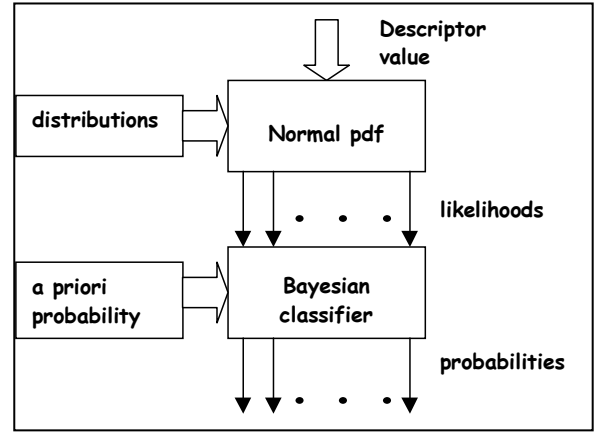 Descriptor
value
distributions
Normal pdf
likelihoods
a priori
probability
Bayesian
classifier
probabilities